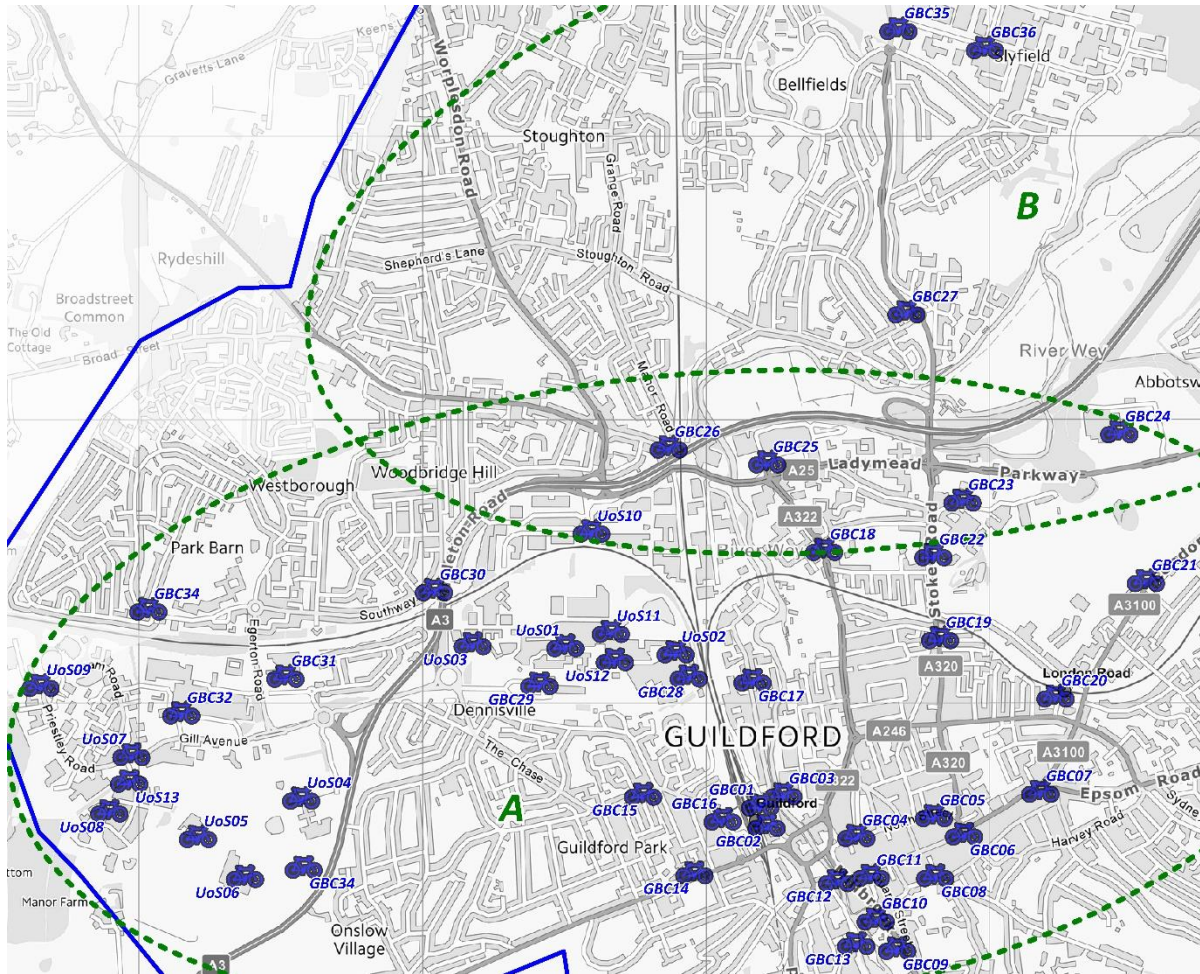 GBC35
GBC36
Slyfield
Keens
Gravetts Lane
Worplesdon Road
Bellfields
Stoughton
Grange Road
B
Rydeshill
Shepherd's Lane
Stoughton Road
Broadstreet
Common
GBC27
The Old
Cottage
Broad Street
River Wey
Manor Road
Abbotsw
GBC24
GBC26
GBC25
A25
Ladymead
Parkway
Woodbridge Hill
Westborough
GBC23
UoS10
A322
GBC18
GBC22
Park Barn
Stoke Road
GBC21
A3100
GBC30
GBC34
Southway
A3
Egerton Road
UoS11
UoS01
UoS02
GBC19
UoS03
UoS12
A320
London Road
GBC20
GBC31
UoS09
GBC29
GBC28
GBC17
Dennisville
GBC32
Priestley Road
Gill Avenue
GUILDFORD
A246
A3100
UoS07
The Chase
A320
UoS13
GBC03
GBC07
Epsom Road
UoS04
GBC15
GBC16
GBC01
Guildford
GBC05
Sydne
UoS08
A
UoS05
GBC02
GBC04
GBC06
Harvey Road
Guildford Park
GBC11
UoS06
GBC34
GBC14
GBC12
GBC08
Manor Farm
GBC10
Onslow
Village
GBC13
GBC09
A3